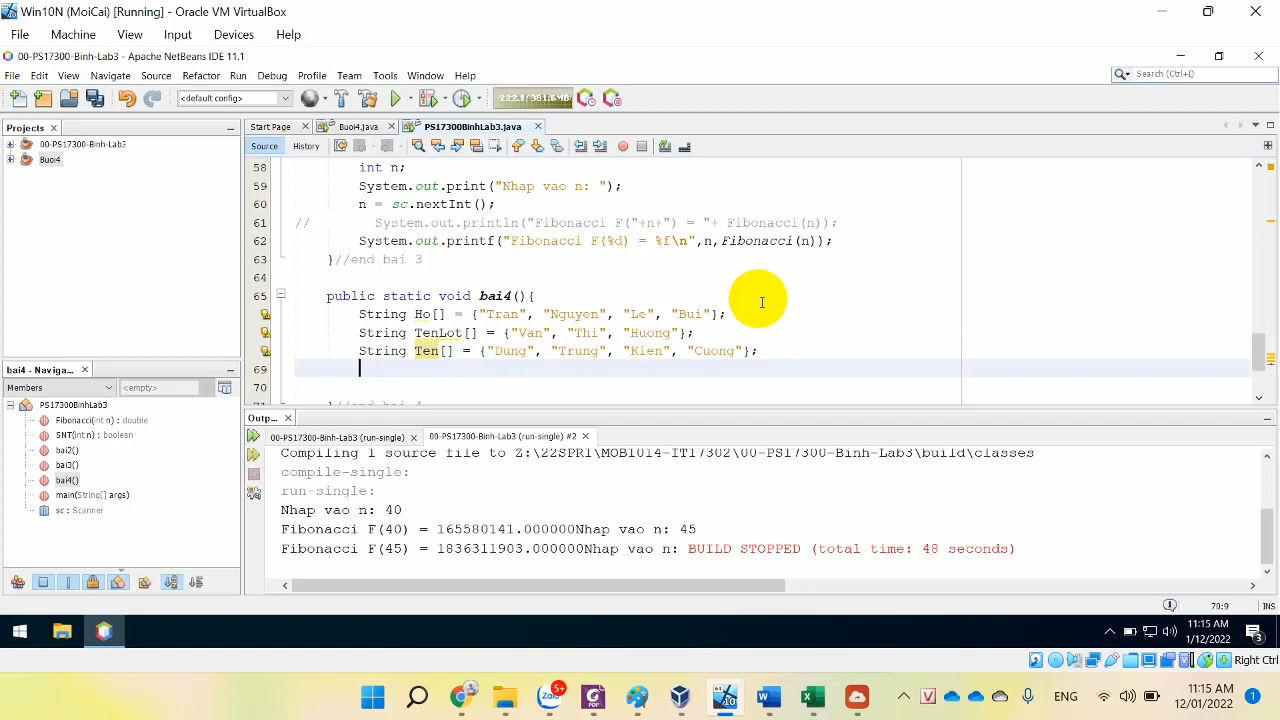 Win10N (MoiCai) [Running] - Oracle VM VirtualBox
File Machine View Input Devices Help
00-PS17300-Binh-Lab3 - Apache NetBeans IDE 11.1
File Edit View Navigate Source Refactor Run Debug Profile Team Tools Window Help
Search (Ctrl+I)
<default config>
Projects
Start Page
Buoi4.java
PS17300BinhLab3.java
00-PS17300-Binh-Lab3
Buoi4
Source History
58 int n;
59 System.out.print("Nhap vao n: ");
60 n = sc.nextInt();
61 // System.out.println("Fibonacci F("+n+") = "+ Fibonacci(n));
62 System.out.printf("Fibonacci F(%d) = %f\n",n,Fibonacci(n));
63 }//end bai 3
64
65 public static void bai4(){
String Ho[] = {"Tran", "Nguyen", "Le", "Bui"};
String TenLot[] = {"Van", "Thi", "Huong"};
String Ten[] = {"Dung", "Trung", "Kien", "Cuong"};
69
70
}//end bai 4
bai4 - Naviga...
Members
<empty>
PS17300BinhLab3
Fibonacci(int n) : double
SNT(int n) : boolean
bai2()
bai3()
bai4()
main(String[] args)
sc : Scanner
Outp...
00-PS17300-Binh-Lab3 (run-single)
00-PS17300-Binh-Lab3 (run-single) #2
Compiling 1 source file to Z:\22SPR1\MOB1014-IT17302\00-PS17300-Binh-Lab3\build\classes
compile-single:
run-single:
Nhap vao n: 40
Fibonacci F(40) = 165580141.000000Nhap vao n: 45
Fibonacci F(45) = 1836311903.000000Nhap vao n: BUILD STOPPED (total time: 48 seconds)
70:9
INS
11:15 AM
1/12/2022
3
Right Ctrl
5+
ENG
11:15 AM
12/01/2022